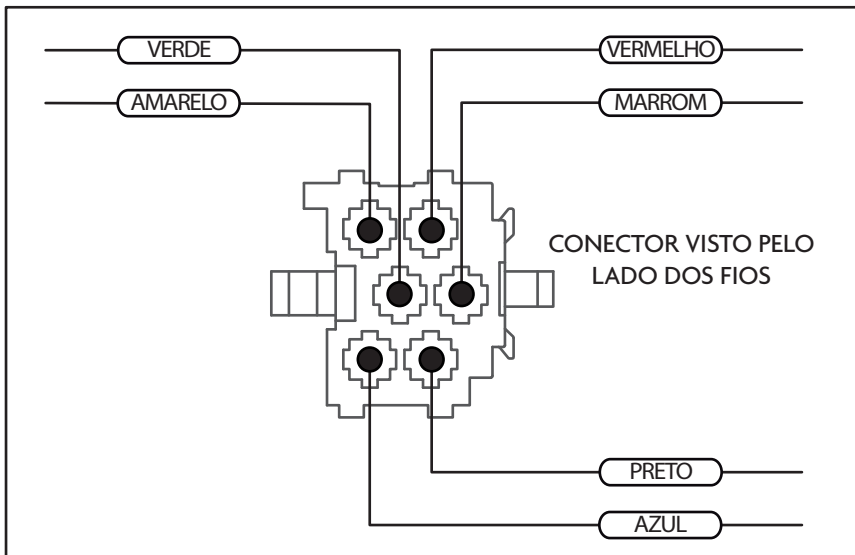 VERDE
VERMELHO
AMARELO
MARROM
CONECTOR VISTO PELO
LADO DOS FIOS
PRETO
AZUL